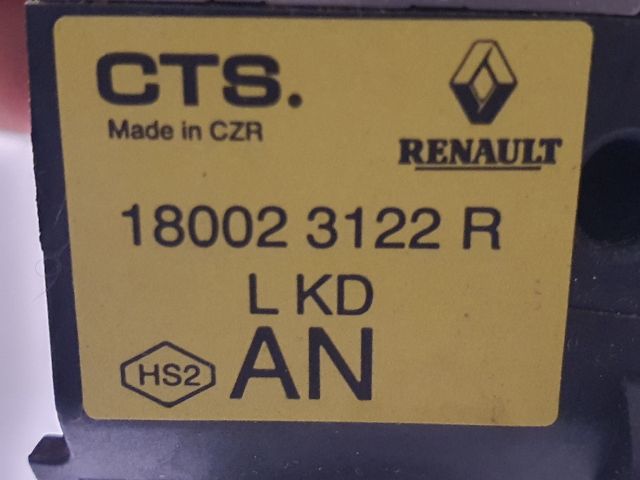 CTS.
Made in CZR
RENAULT
18002 3122 R
L KD
HS2
AN